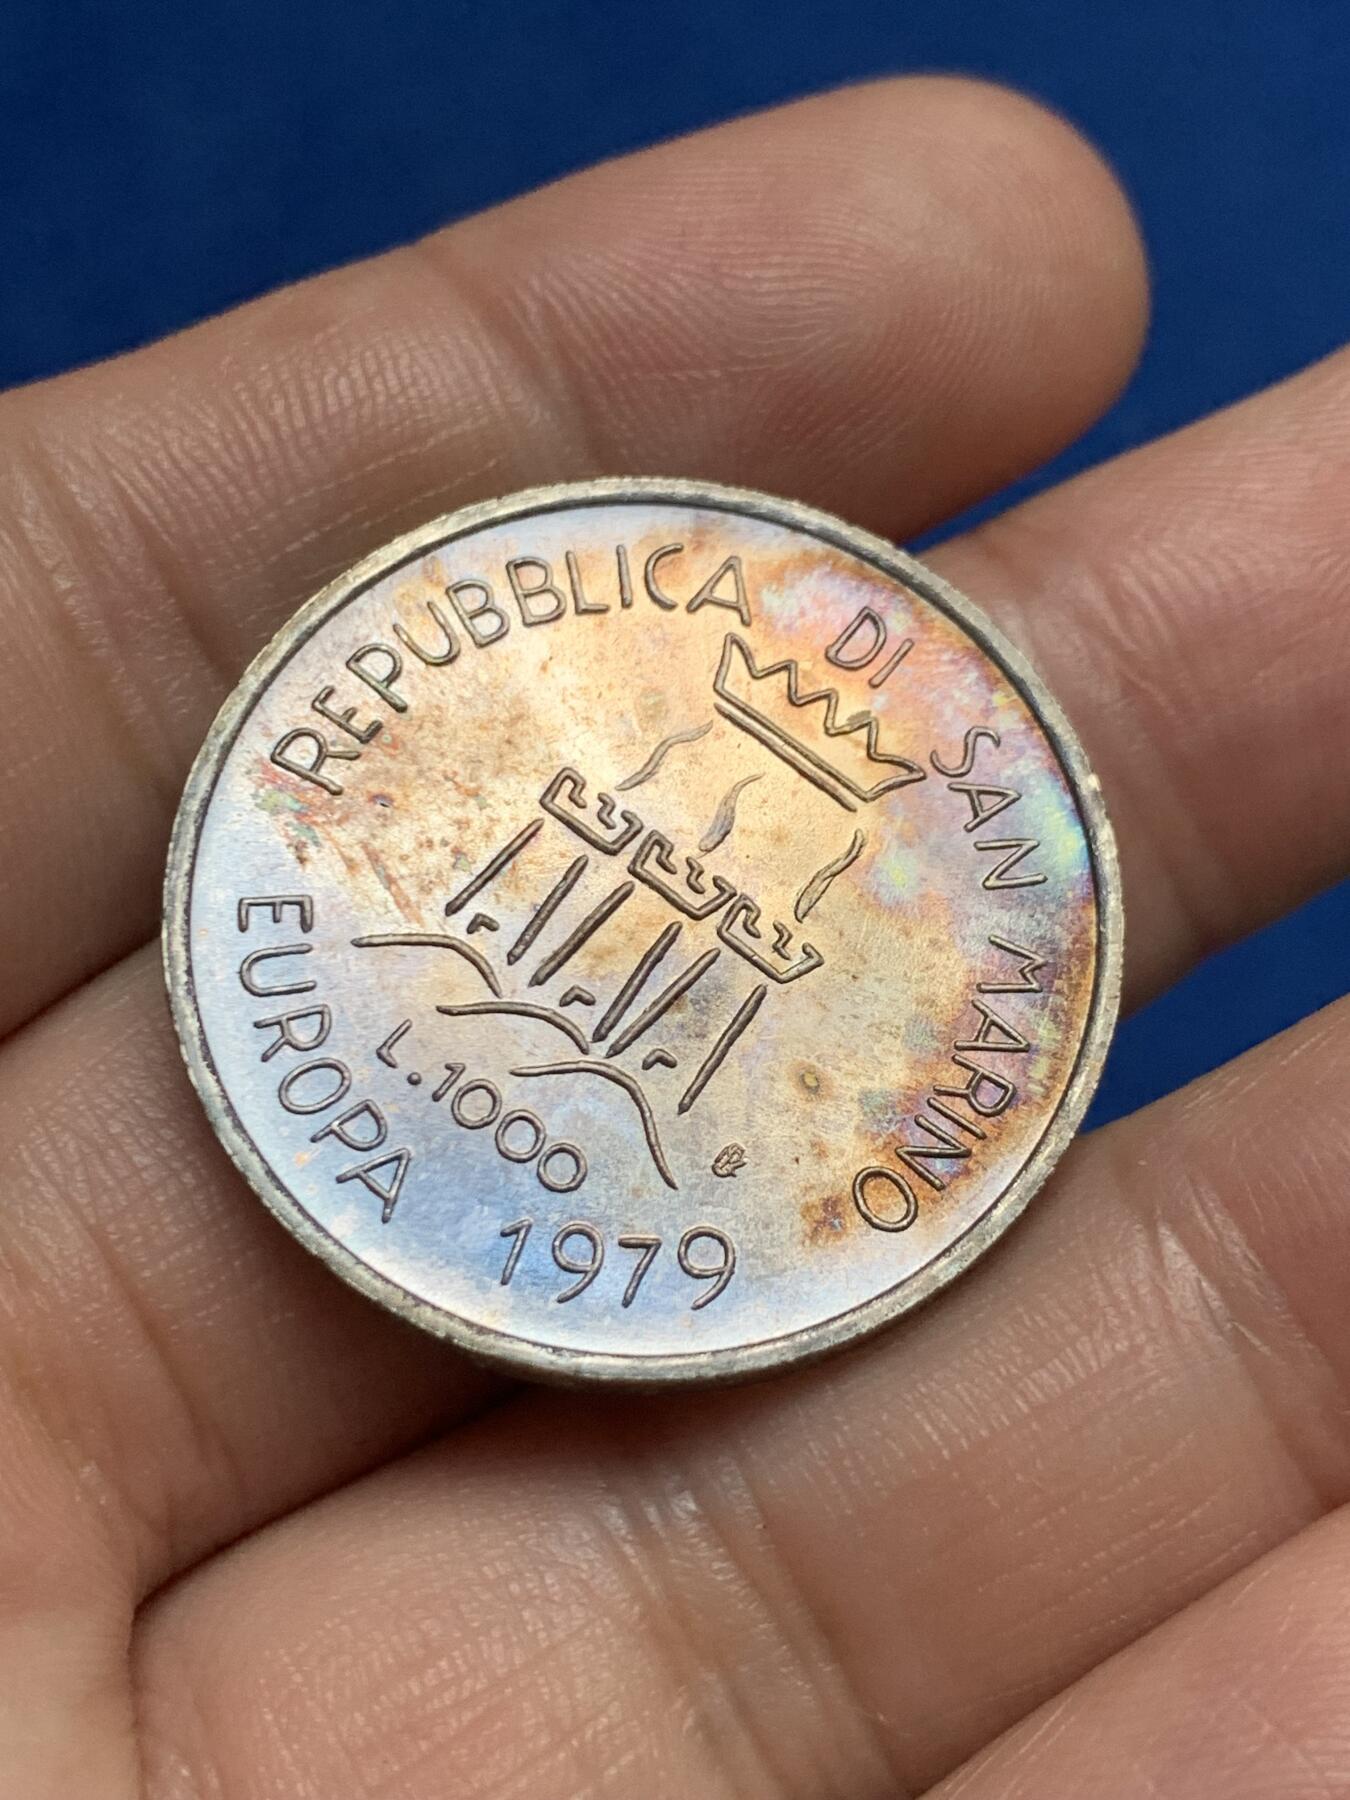 REPUBBLICA DI SAN MARINO
L.1000
EUROPA 1979